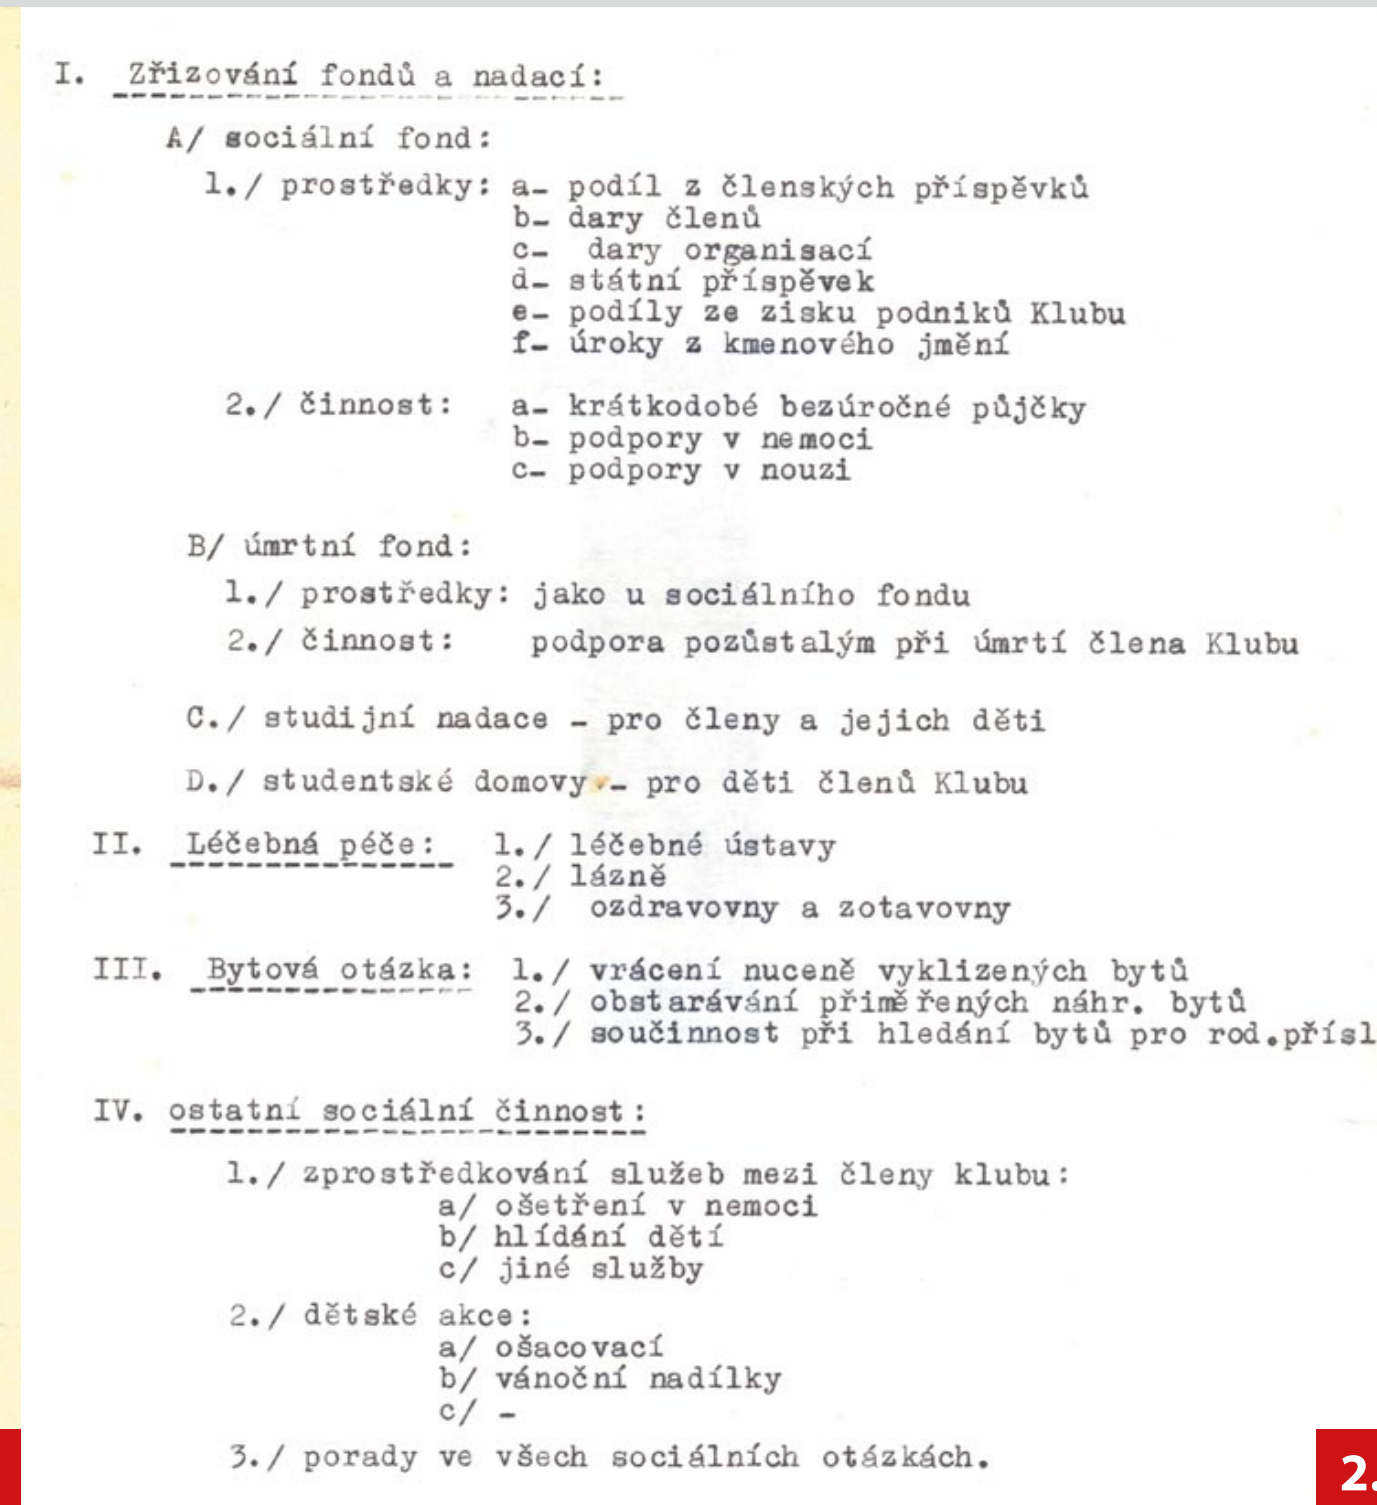 I. Zřizování fondů a nadací:
A/ sociální fond:
1./ prostředky: a- podíl z členských příspěvků
b- dary členů
c- dary organisací
d- státní příspěvek
e- podíly ze zisku podniků Klubu
f- úroky z kmenového jmění
2./ činnost: a- krátkodobé bezúročné půjčky
b- podpory v nemoci
c- podpory v nouzi
B/ úmrtní fond:
1./ prostředky: jako u sociálního fondu
2./ činnost: podpora pozůstalým při úmrtí člena Klubu
C./ studijní nadace - pro členy a jejich děti
D./ studentské domovy - pro děti členů Klubu
II. Léčebná péče: 1./ léčebné ústavy
2./ lázně
3./ ozdravovny a zotavovny
III. Bytová otázka: 1./ vrácení nuceně vyklizených bytů
2./ obstarávání přiměřených náhr. bytů
3./ součinnost při hledání bytů pro rod.přísl
IV. ostatní sociální činnost:
1./ zprostředkování služeb mezi členy klubu:
a/ ošetření v nemoci
b/ hlídání dětí
c/ jiné služby
2./ dětské akce:
a/ ošacovací
b/ vánoční nadílky
c/ -
3./ porady ve všech sociálních otázkách.
2.